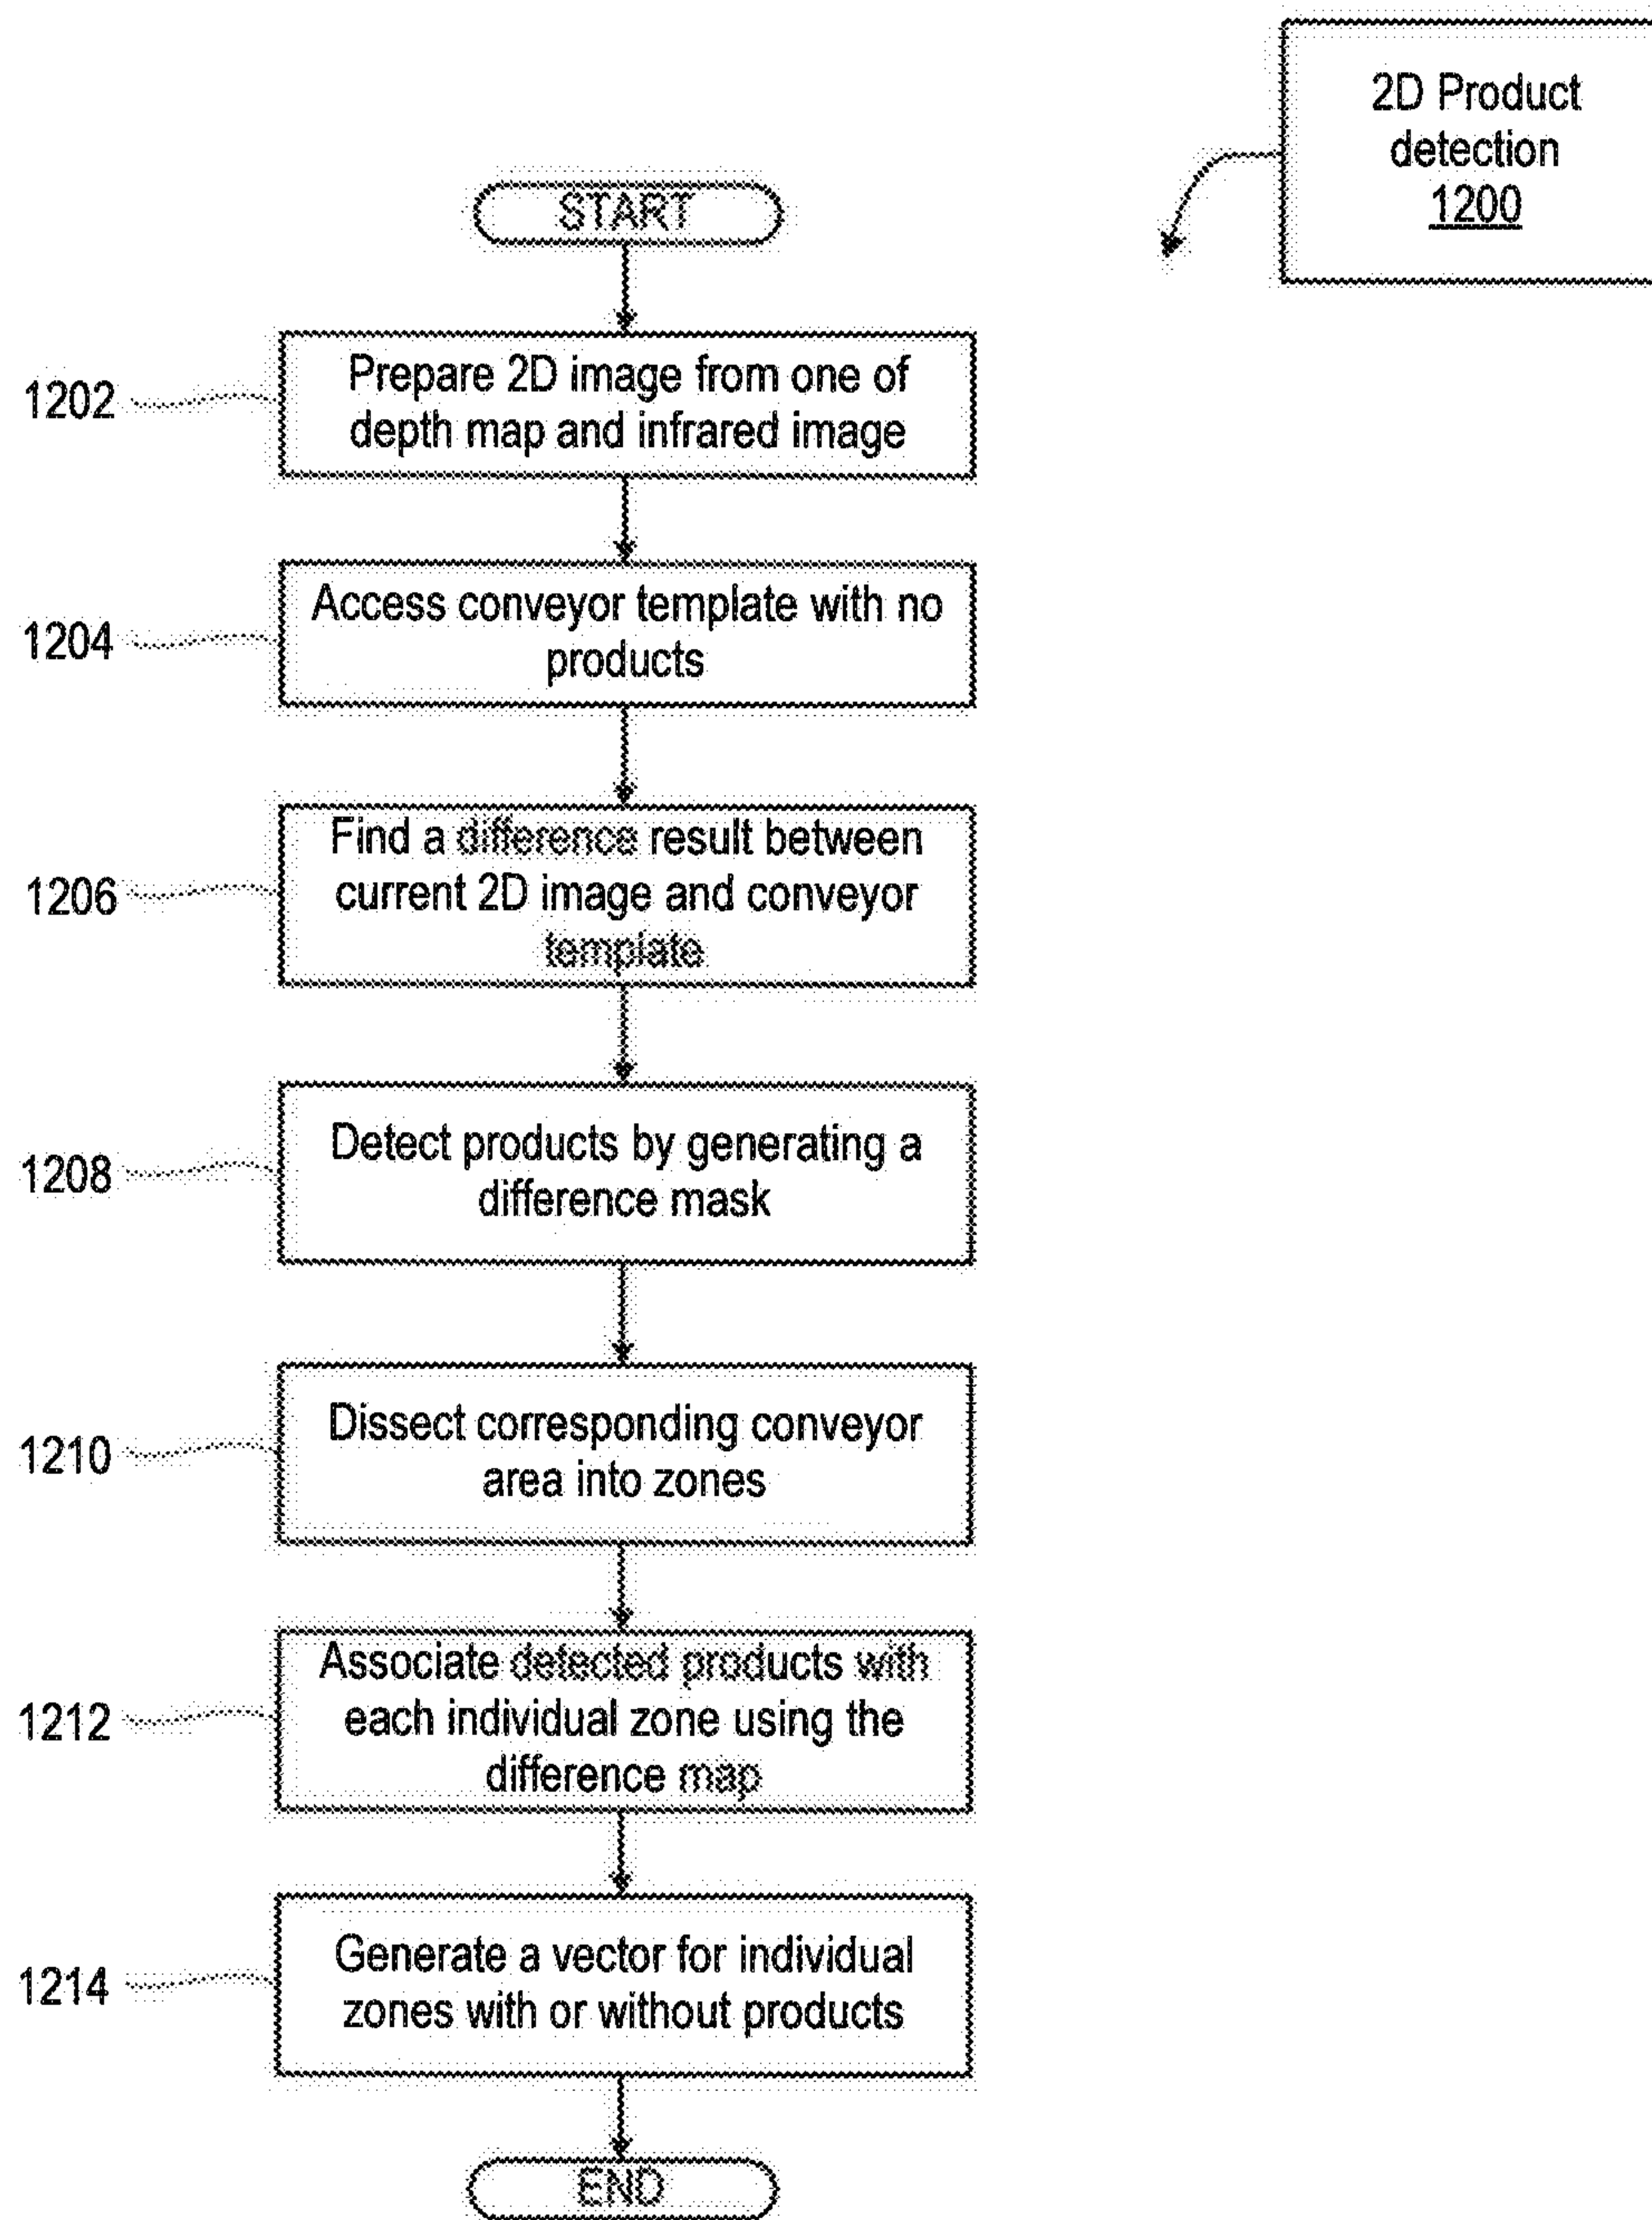 2D Product
detection
1200
START
1202
Prepare 2D image from one of
depth map and infrared image
1204
Access conveyor template with no
products
1206
Find a difference result between
current 2D image and conveyor
template
1208
Detect products by generating a
difference mask
1210
Dissect corresponding conveyor
area into zones
1212
Associate detected products with
each individual zone using the
difference map
1214
Generate a vector for individual
zones with or without products
END